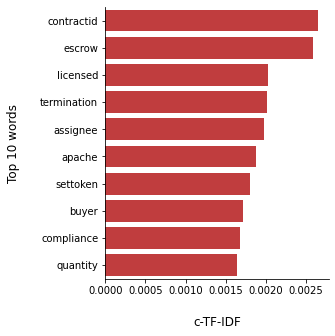 Top 10 words
contractid
escrow
licensed
termination
assignee
apache
settoken
buyer
compliance
quantity
0.0000 0.0005 0.0010 0.0015 0.0020 0.0025
c-TF-IDF